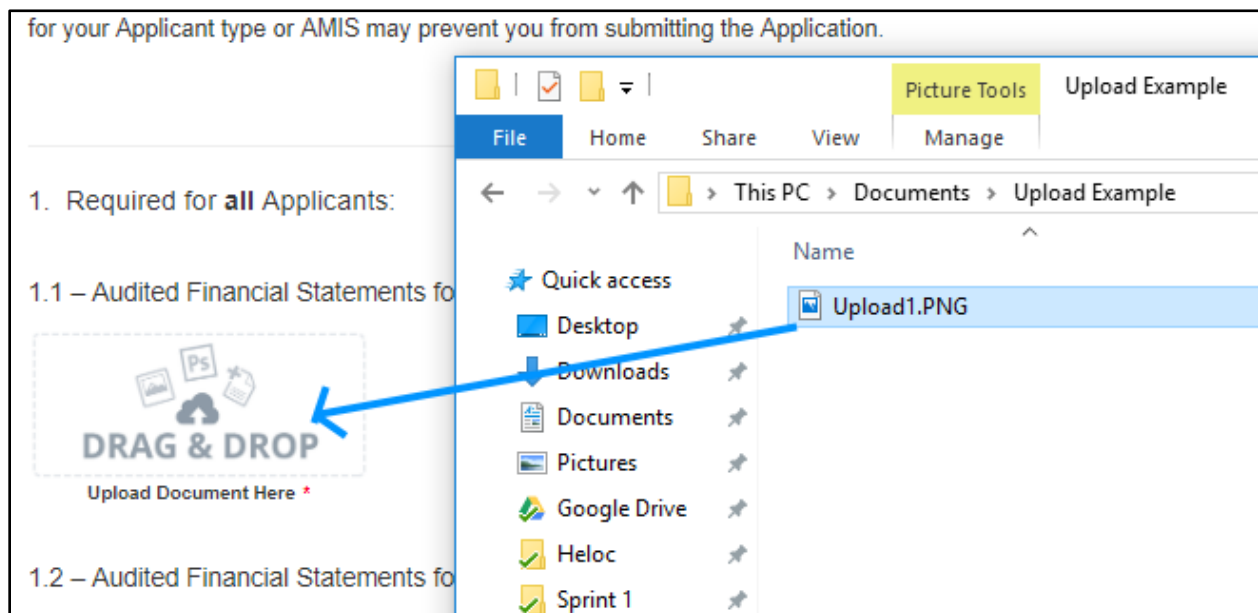 for your Applicant type or AMIS may prevent you from submitting the Application.
Picture Tools
Upload Example
File
Home
Share
View
Manage
This PC > Documents > Upload Example
1. Required for all Applicants:
Name
Quick access
1.1 – Audited Financial Statements fo
Upload1.PNG
Desktop
Downloads
Documents
Pictures
Google Drive
Heloc
Sprint 1
Ps
DRAG & DROP
Upload Document Here *
1.2 – Audited Financial Statements fo